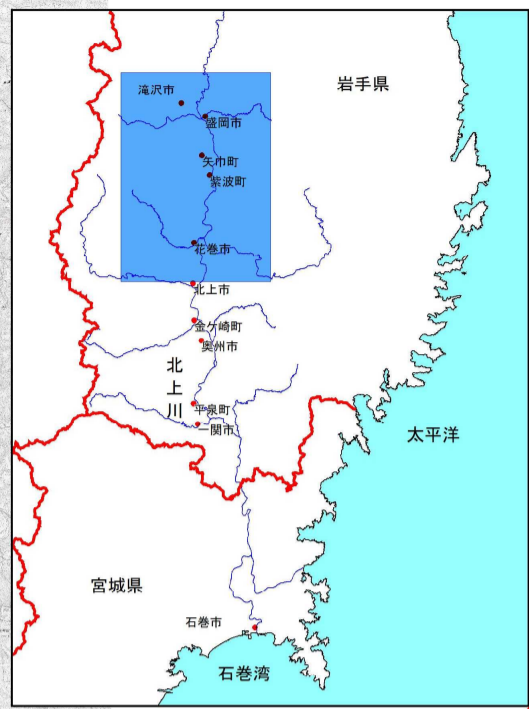 岩手県
滝沢市
盛岡市
矢巾町
紫波町
花巻市
北上市
金ケ崎町
奥州市
北上川
平泉町
一関市
太平洋
宮城県
石巻市
石巻湾